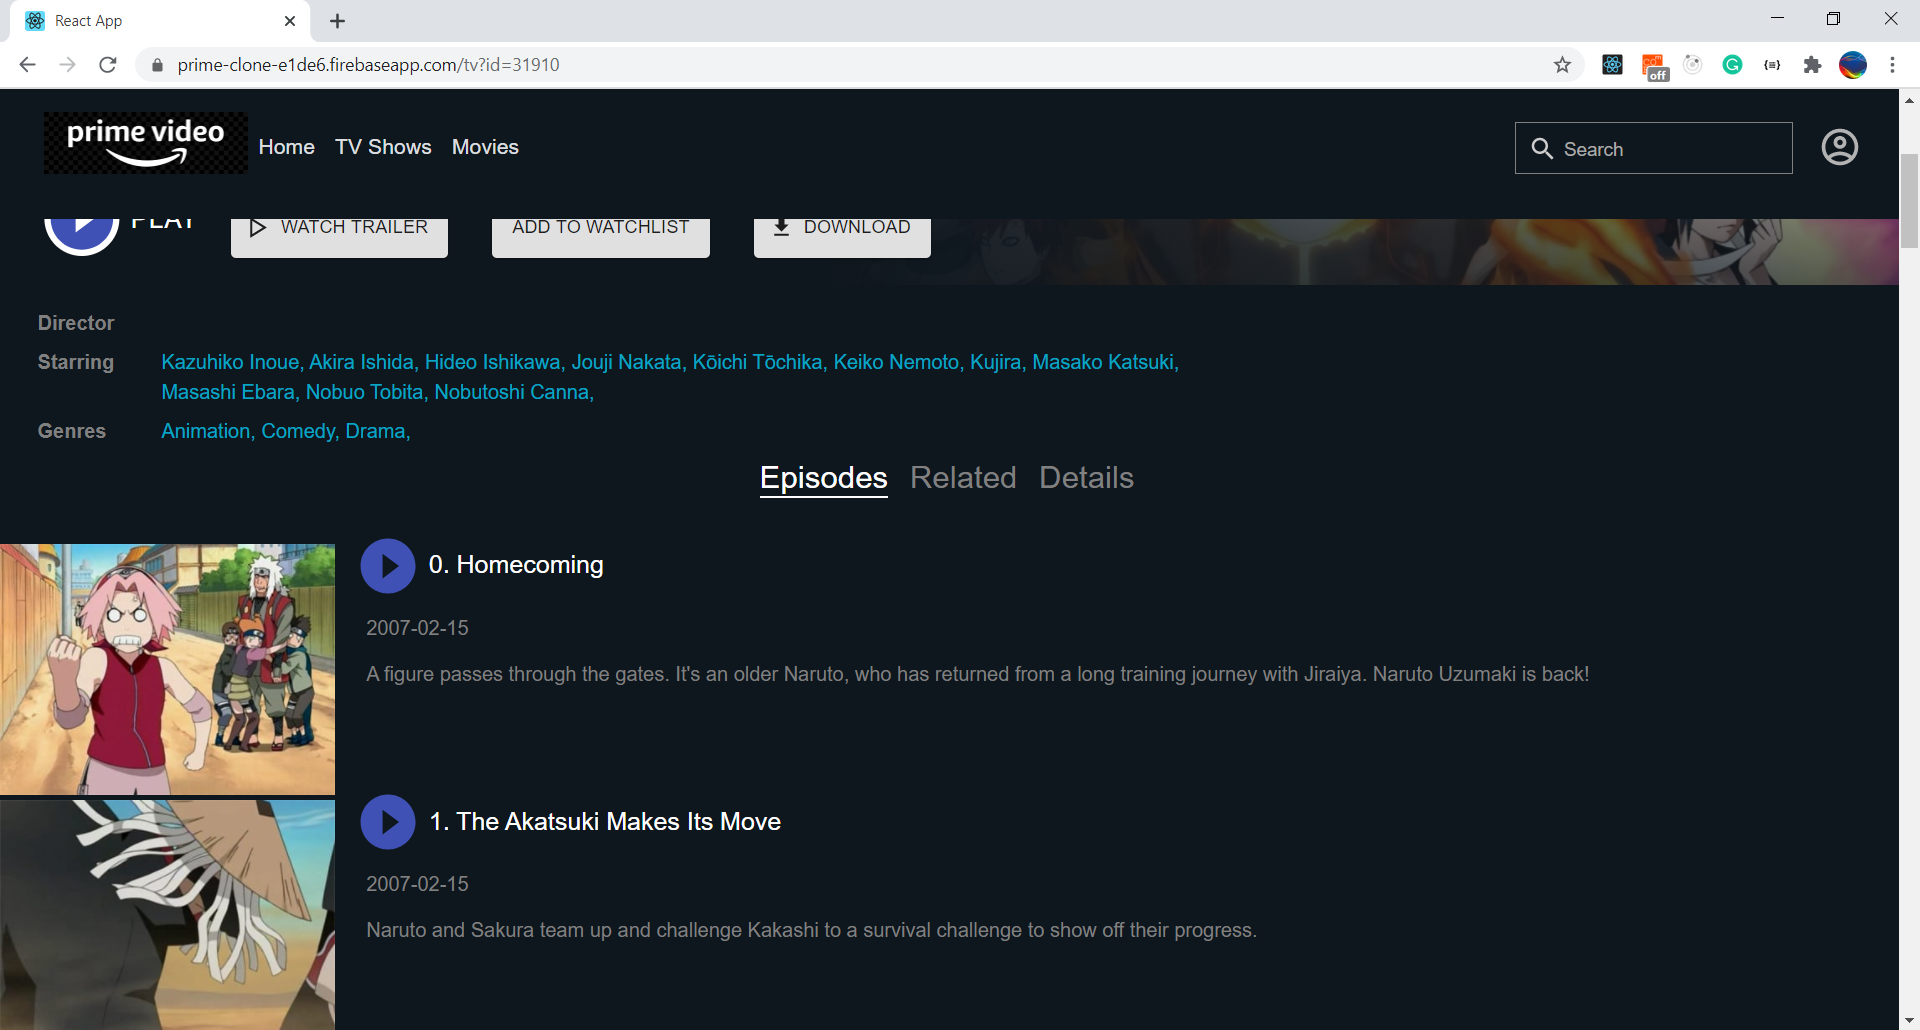 React App
prime-clone-e1de6.firebaseapp.com/tv?id=31910
off
prime video
Home TV Shows Movies
Search
PLAY
WATCH TRAILER
ADD TO WATCHLIST
DOWNLOAD
Director
Starring Kazuhiko Inoue, Akira Ishida, Hideo Ishikawa, Jouji Nakata, Kōichi Tōchika, Keiko Nemoto, Kujira, Masako Katsuki,
Masashi Ebara, Nobuo Tobita, Nobutoshi Canna,
Genres Animation, Comedy, Drama,
Episodes Related Details
0. Homecoming
2007-02-15
A figure passes through the gates. It's an older Naruto, who has returned from a long training journey with Jiraiya. Naruto Uzumaki is back!
1. The Akatsuki Makes Its Move
2007-02-15
Naruto and Sakura team up and challenge Kakashi to a survival challenge to show off their progress.